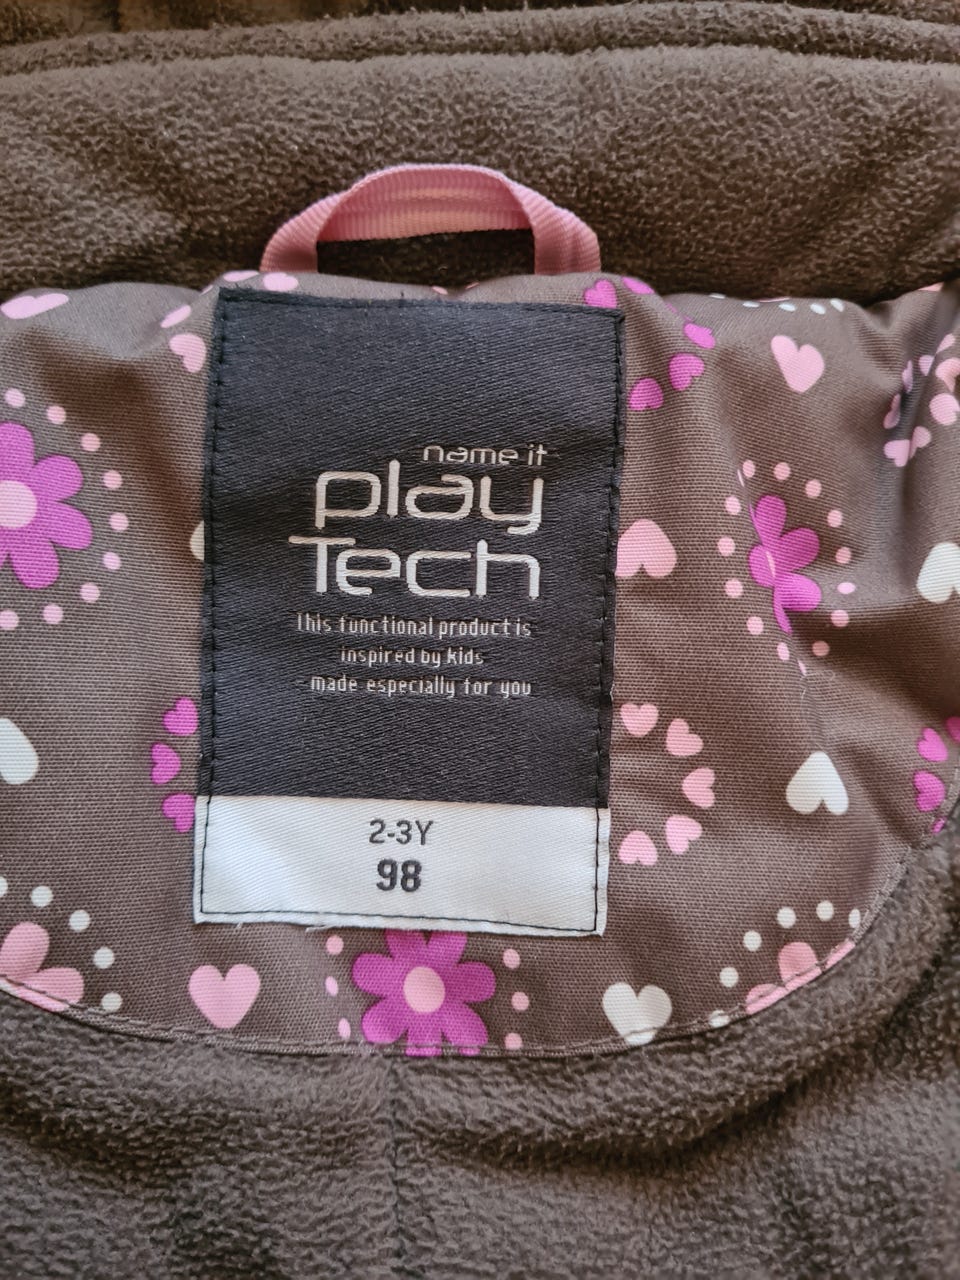 name it
play
Tech
This functional product is
inspired by kids
made especially for you
2-3Y
98